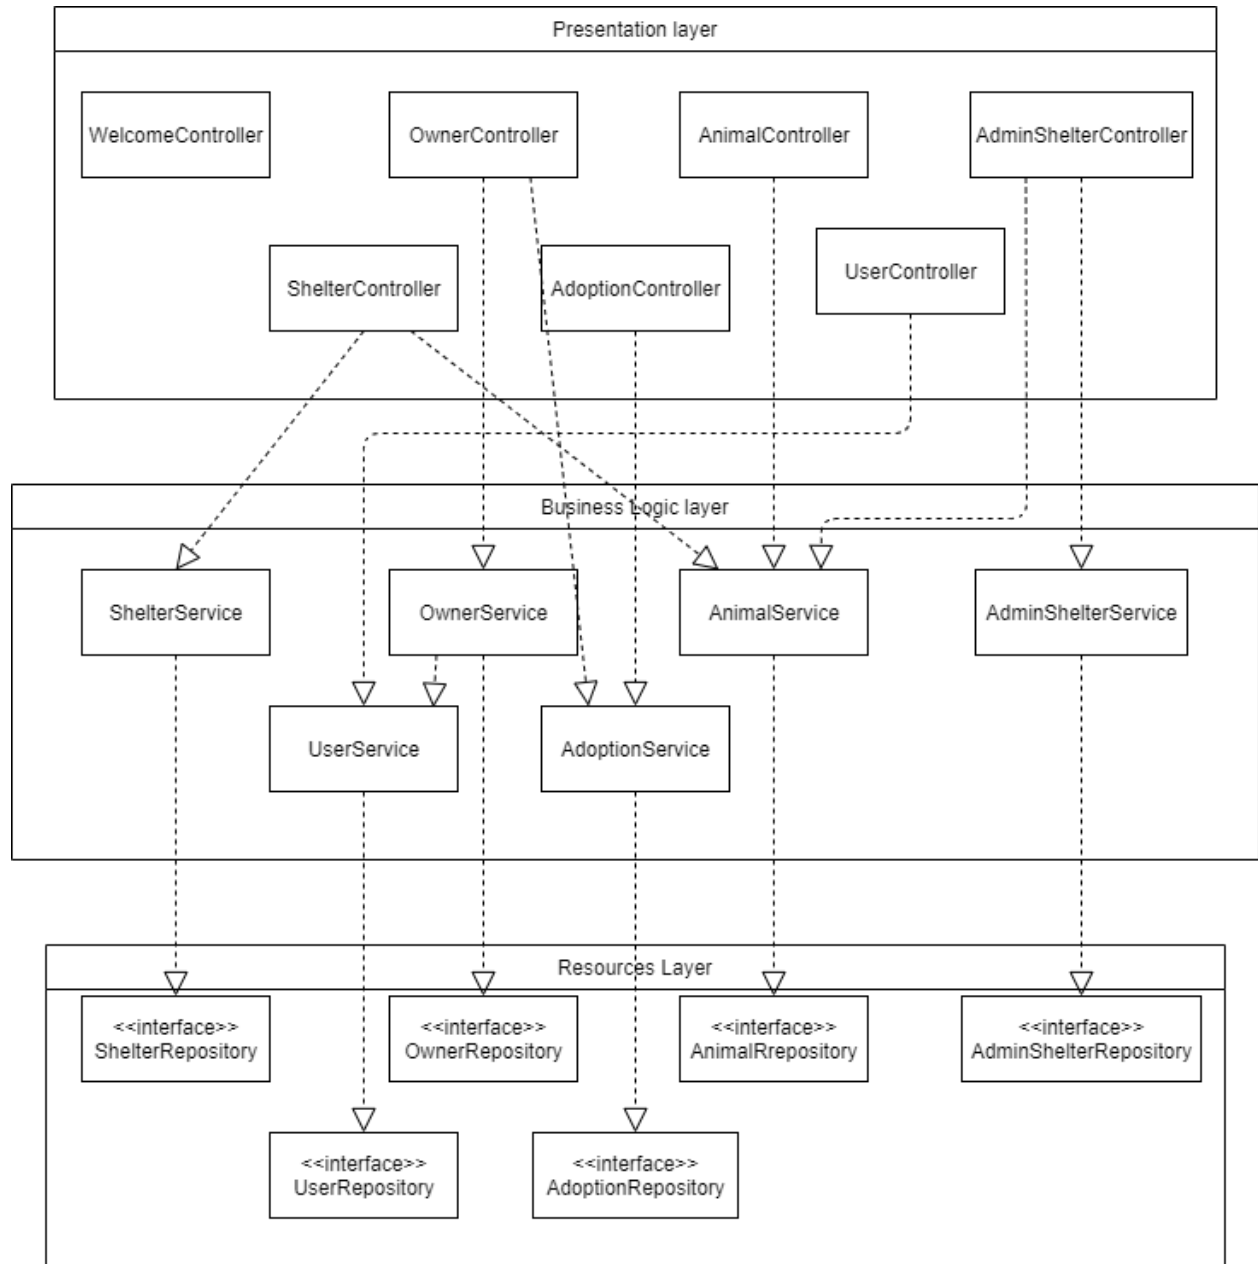 Presentation layer
WelcomeController
OwnerController
AnimalController
AdminShelterController
ShelterController
AdoptionController
UserController
Business Logic layer
ShelterService
OwnerService
AnimalService
AdminShelterService
UserService
AdoptionService
Resources Layer
<<interface>>
ShelterRepository
<<interface>>
OwnerRepository
<<interface>>
AnimalRrepository
<<interface>>
AdminShelterRepository
<<interface>>
UserRepository
<<interface>>
AdoptionRepository